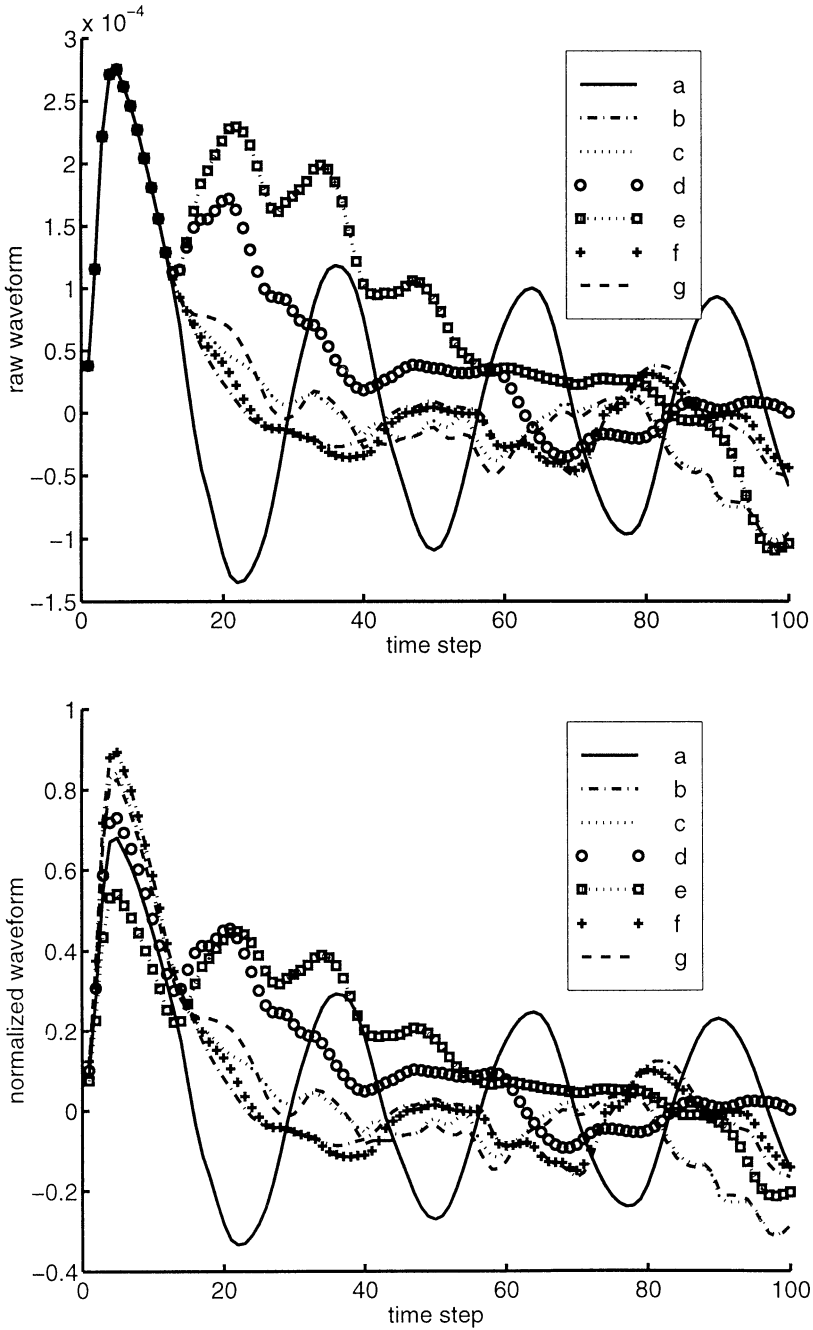 x 10⁻⁴
3
2.5
2
1.5
1
0.5
0
−0.5
−1
−1.5
raw waveform
0 20 40 60 80 100
time step
a
b
c
d
e
f
g
1
0.8
0.6
0.4
0.2
0
−0.2
−0.4
normalized waveform
0 20 40 60 80 100
time step
a
b
c
d
e
f
g